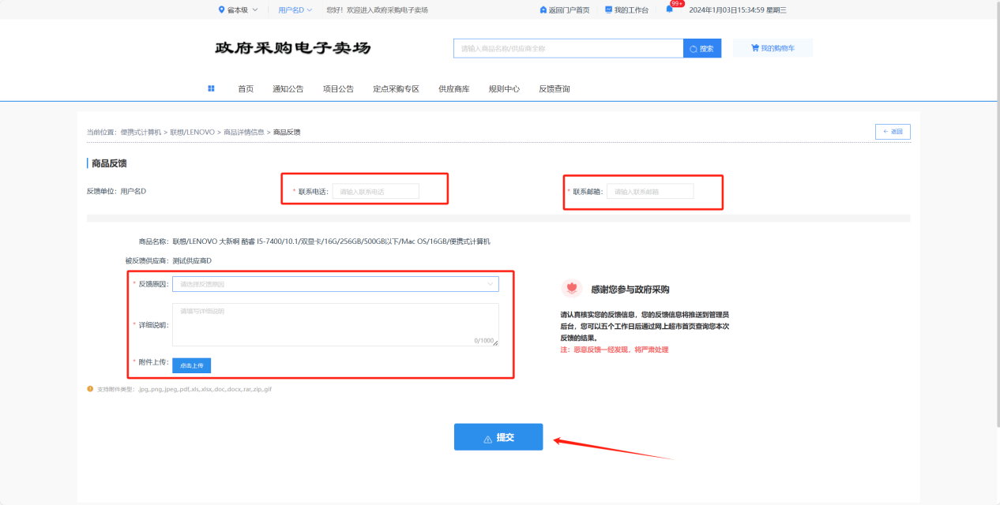 省本级 用户名D 您好！欢迎进入政府采购电子卖场 返回门户首页 我的工作台 99+ 2024年1月03日15:34:59 星期三
政府采购电子卖场 请输入商品名称/供应商全称 搜索 我的购物车
首页 通知公告 项目公告 定点采购专区 供应商库 规则中心 反馈查询
当前位置：便携式计算机 > 联想/LENOVO > 商品详情信息 > 商品反馈 ← 返回
商品反馈
反馈单位：用户名D * 联系电话： 请输入联系电话 * 联系邮箱： 请输入联系邮箱
商品名称：联想/LENOVO 大新啊 酷睿 I5-7400/10.1/双显卡/16G/256GB/500GB以下/Mac OS/16GB/便携式计算机
被反馈供应商：测试供应商D
* 反馈原因： 请选择反馈原因
* 详细说明： 请填写详细说明
0/1000
* 附件上传： 点击上传
支持附件类型：.jpg,.png,.jpeg,.pdf,.xls,.xlsx,.doc,.docx,.rar,.zip,.gif
感谢您参与政府采购
请认真核实您的反馈信息，您的反馈信息将推送到管理员
后台，您可以五个工作日后通过网上超市首页查询您本次
反馈的结果。
注：恶意反馈一经发现，将严肃处理
提交